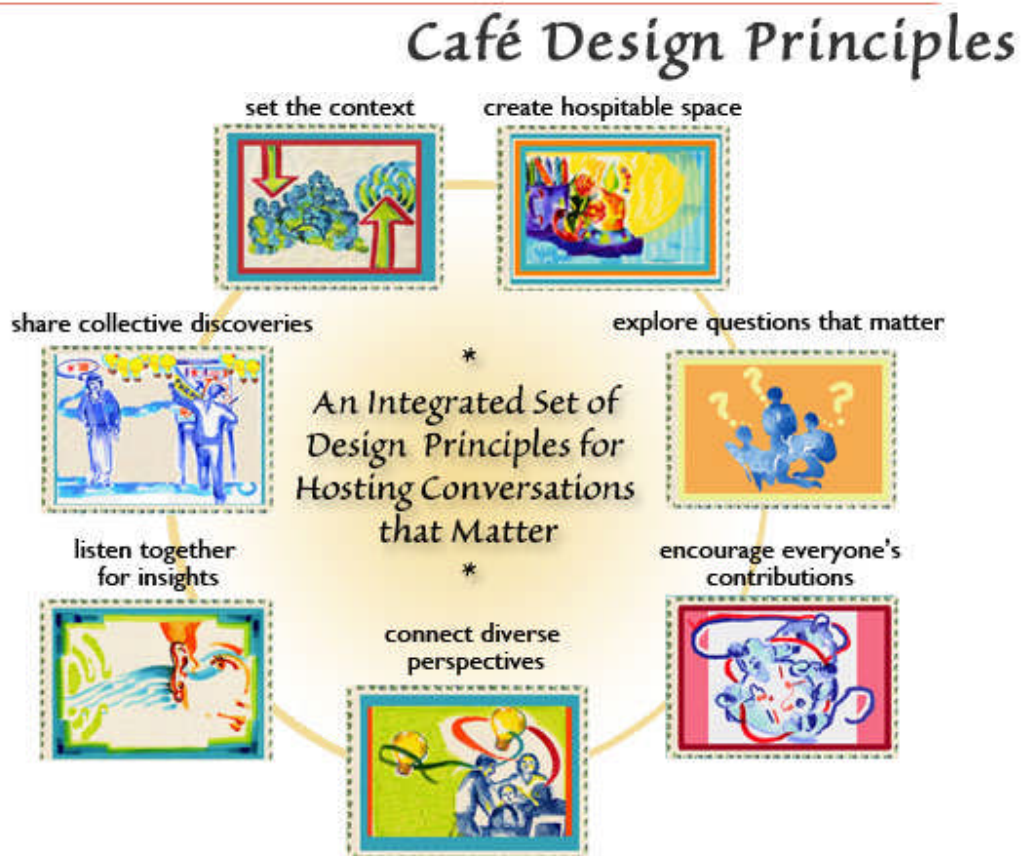 Café Design Principles
set the context
create hospitable space
share collective discoveries
explore questions that matter
*
An Integrated Set of
Design Principles for
Hosting Conversations
that Matter
*
listen together
for insights
encourage everyone's
contributions
connect diverse
perspectives
? ? ?